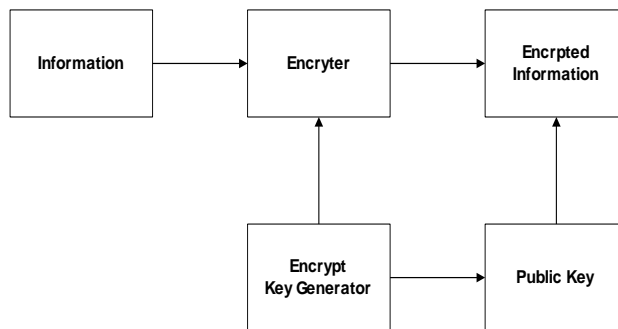 Information
Encryter
Encrpted
Information
Encrypt
Key Generator
Public Key